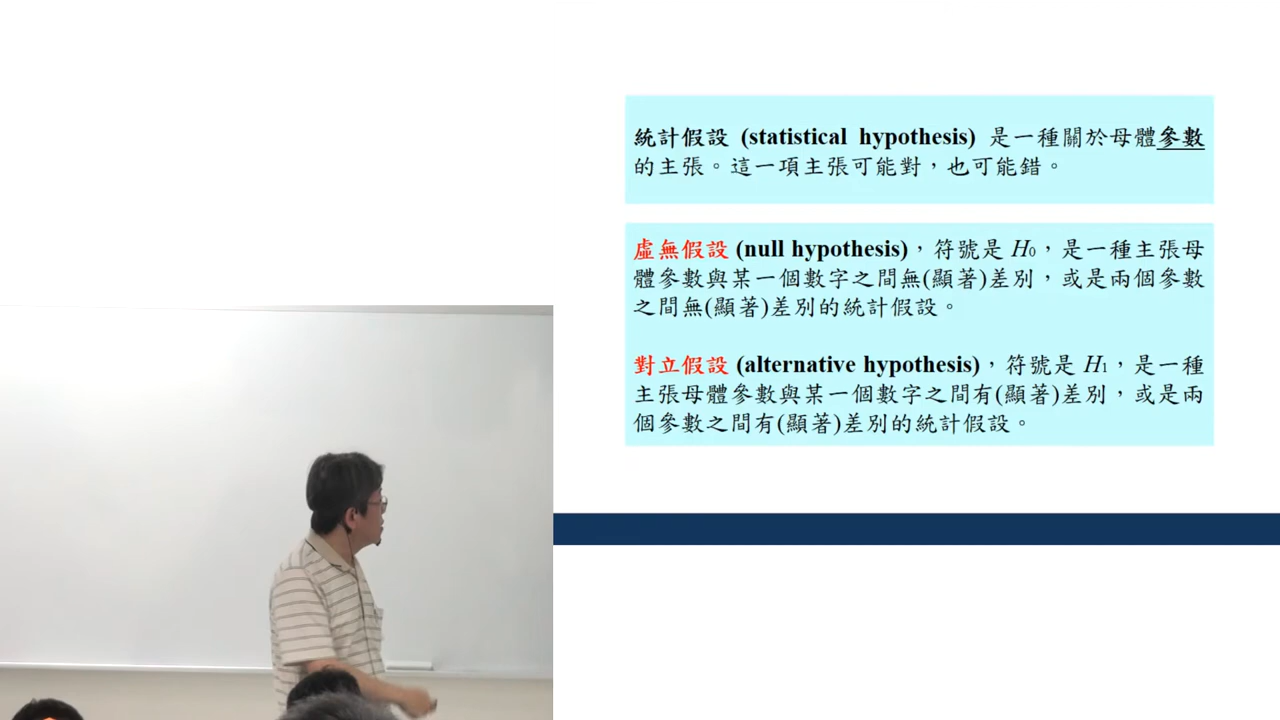 統計假設 (statistical hypothesis) 是一種關於母體參數
的主張。這一項主張可能對，也可能錯。
虛無假設 (null hypothesis)，符號是 H0，是一種主張母
體參數與某一個數字之間無(顯著)差別，或是兩個參數
之間無(顯著)差別的統計假設。
對立假設 (alternative hypothesis)，符號是 H1，是一種
主張母體參數與某一個數字之間有(顯著)差別，或是兩
個參數之間有(顯著)差別的統計假設。